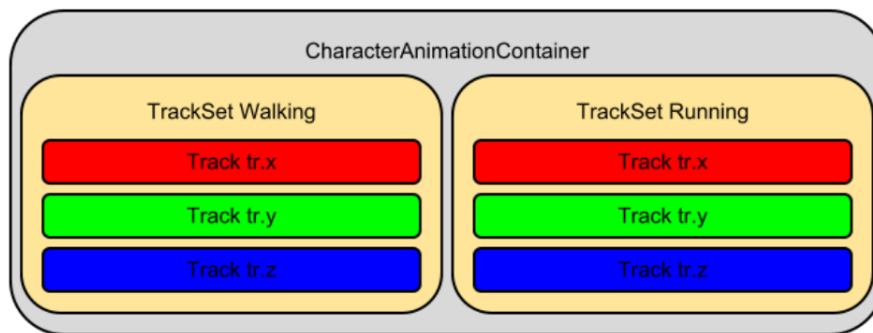 CharacterAnimationContainer
TrackSet Walking
Track tr.x
Track tr.y
Track tr.z
TrackSet Running
Track tr.x
Track tr.y
Track tr.z